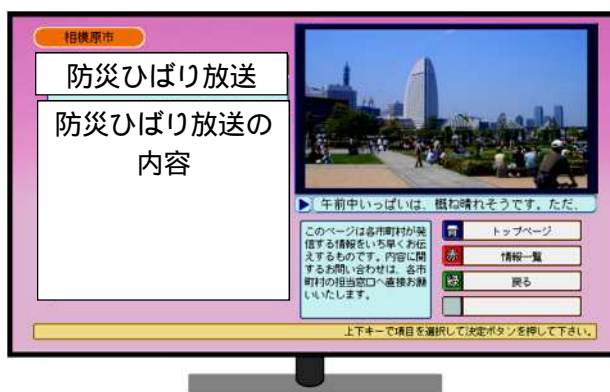 相模原市
防災ひばり放送
防災ひばり放送の
内容
午前中いっぱいは、概ね晴れそうです。ただ、
このページは各市町村が発
信する情報をいち早くお伝
えするものです。内容に関
するお問い合わせは、各市
町村の担当窓口へ直接お願
いいたします。
青 トップページ
赤 情報一覧
緑 戻る
上下キーで項目を選択して決定ボタンを押して下さい。